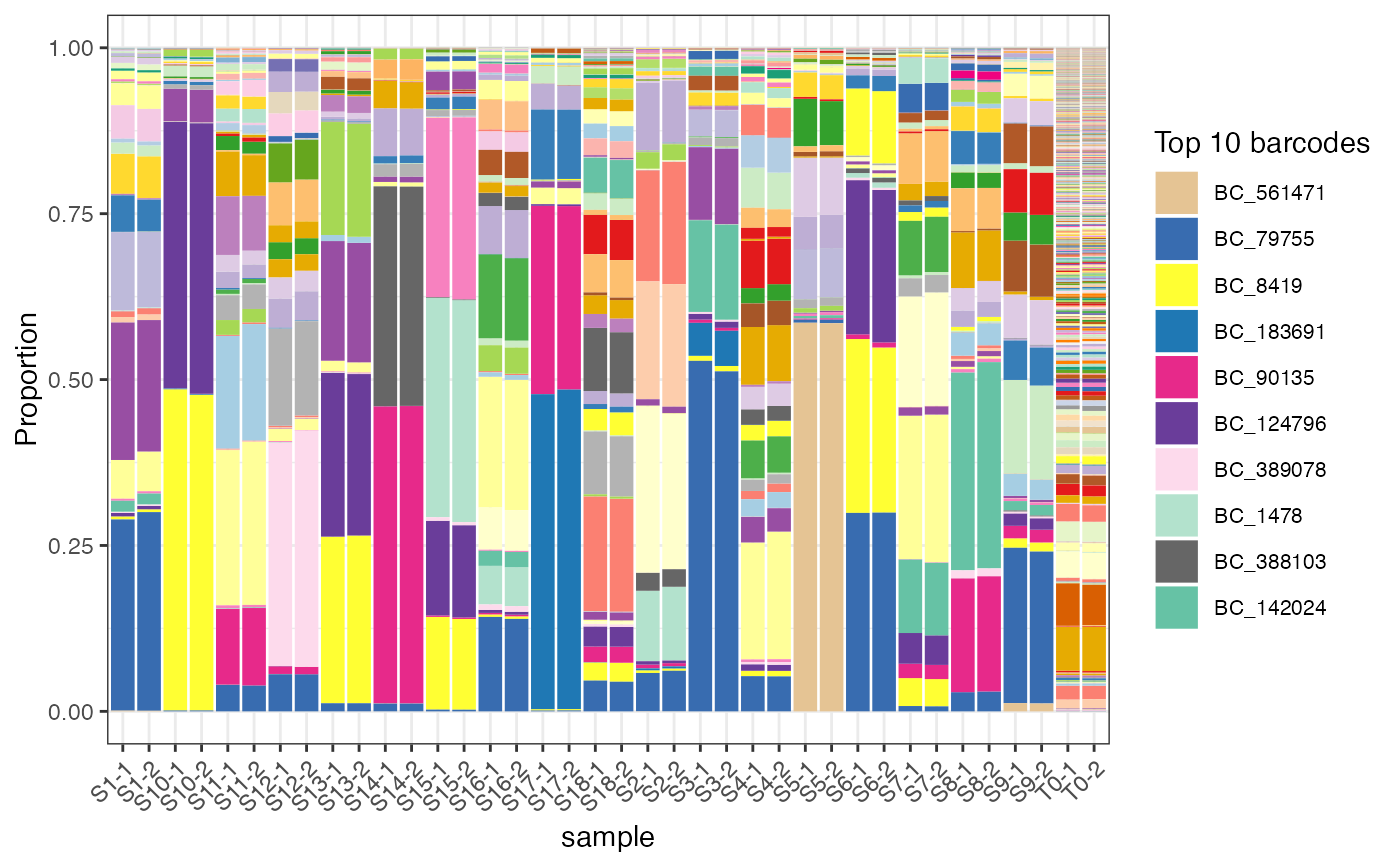 1.00
0.75
0.50
0.25
0.00
Proportion
S1-1
S1-2
S10-1
S10-2
S11-1
S11-2
S12-1
S12-2
S13-1
S13-2
S14-1
S14-2
S15-1
S15-2
S16-1
S16-2
S17-1
S17-2
S18-1
S18-2
S2-1
S2-2
S3-1
S3-2
S4-1
S4-2
S5-1
S5-2
S6-1
S6-2
S7-1
S7-2
S8-1
S8-2
S9-1
S9-2
T0-1
T0-2
sample
Top 10 barcodes
BC_561471
BC_79755
BC_8419
BC_183691
BC_90135
BC_124796
BC_389078
BC_1478
BC_388103
BC_142024